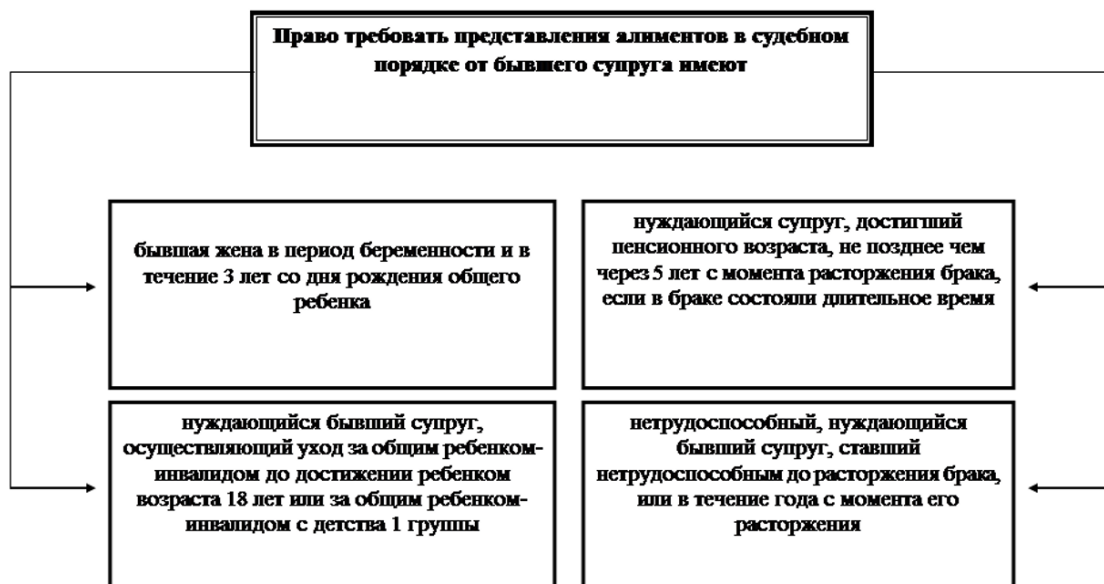 Право требовать представления алиментов в судебном
порядке от бывшего супруга имеют
бывшая жена в период беременности и в
течение 3 лет со дня рождения общего
ребенка
нуждающийся супруг, достигший
пенсионного возраста, не позднее чем
через 5 лет с момента расторжения брака,
если в браке состояли длительное время
нуждающийся бывший супруг,
осуществляющий уход за общим ребенком-
инвалидом до достижении ребенком
возраста 18 лет или за общим ребенком-
инвалидом с детства 1 группы
нетрудоспособный, нуждающийся
бывший супруг, ставший
нетрудоспособным до расторжения брака,
или в течение года с момента его
расторжения